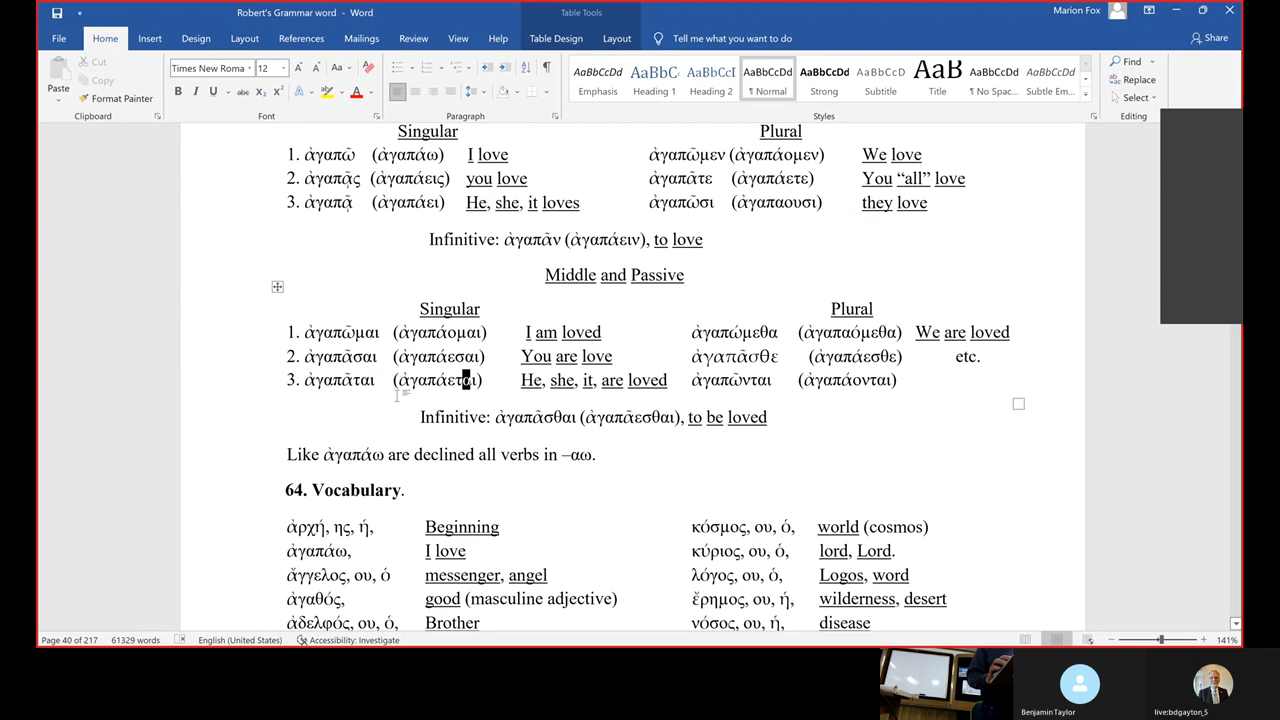 Robert's Grammar word - Word
Table Tools
Marion Fox
File Home Insert Design Layout References Mailings Review View Help Table Design Layout Tell me what you want to do Share
Paste Cut Copy Format Painter
Times New Roma 12 Aa
B I U abc X₂ X² A A
AaBbCcDd AaBbC AaBbCcD AaBbCcDd AaBbCcDd AaBbCcD AaB AaBbCcDd AaBbCcDd
Emphasis Heading 1 Heading 2 ¶ Normal Strong Subtitle Title ¶ No Spac... Subtle Em...
Find
Replace
Select
Clipboard Font Paragraph Styles Editing
Singular Plural
1. ἀγαπῶ (ἀγαπάω) I love ἀγαπῶμεν (ἀγαπάομεν) We love
2. ἀγαπᾷς (ἀγαπάεις) you love ἀγαπᾶτε (ἀγαπάετε) You “all” love
3. ἀγαπᾷ (ἀγαπάει) He, she, it loves ἀγαπῶσι (ἀγαπαουσι) they love
Infinitive: ἀγαπᾶν (ἀγαπάειν), to love
Middle and Passive
Singular Plural
1. ἀγαπῶμαι (ἀγαπάομαι) I am loved ἀγαπώμεθα (ἀγαπαόμεθα) We are loved
2. ἀγαπᾶσαι (ἀγαπάεσαι) You are love ἀγαπᾶσθε (ἀγαπάεσθε) etc.
3. ἀγαπᾶται (ἀγαπάεται) He, she, it, are loved ἀγαπῶνται (ἀγαπάονται)
Infinitive: ἀγαπᾶσθαι (ἀγαπᾶεσθαι), to be loved
Like ἀγαπάω are declined all verbs in –αω.
64. Vocabulary.
ἀρχή, ης, ἡ, Beginning κόσμος, ου, ὁ, world (cosmos)
ἀγαπάω, I love κύριος, ου, ὁ, lord, Lord.
ἄγγελος, ου, ὁ messenger, angel λόγος, ου, ὁ, Logos, word
ἀγαθός, good (masculine adjective) ἔρημος, ου, ἡ, wilderness, desert
ἀδελφός, ου, ὁ, Brother νόσος, ου, ἡ, disease
Page 40 of 217 61329 words English (United States) Accessibility: Investigate 141%
Benjamin Taylor live:bdgayton_5